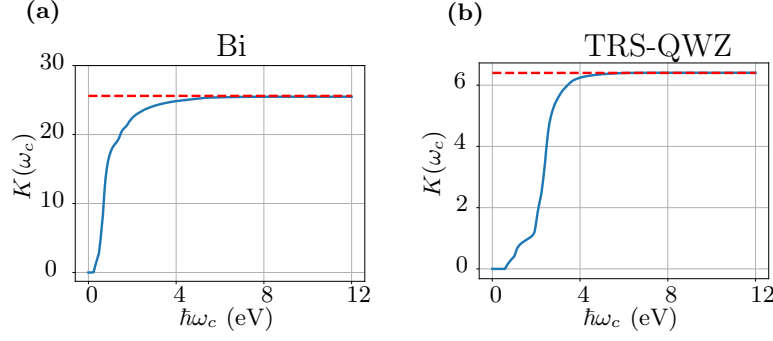 (a)
Bi
30
20
10
0
K(ω_c)
0 4 8 12
ħω_c (eV)
(b)
TRS-QWZ
6
4
2
0
K(ω_c)
0 4 8 12
ħω_c (eV)